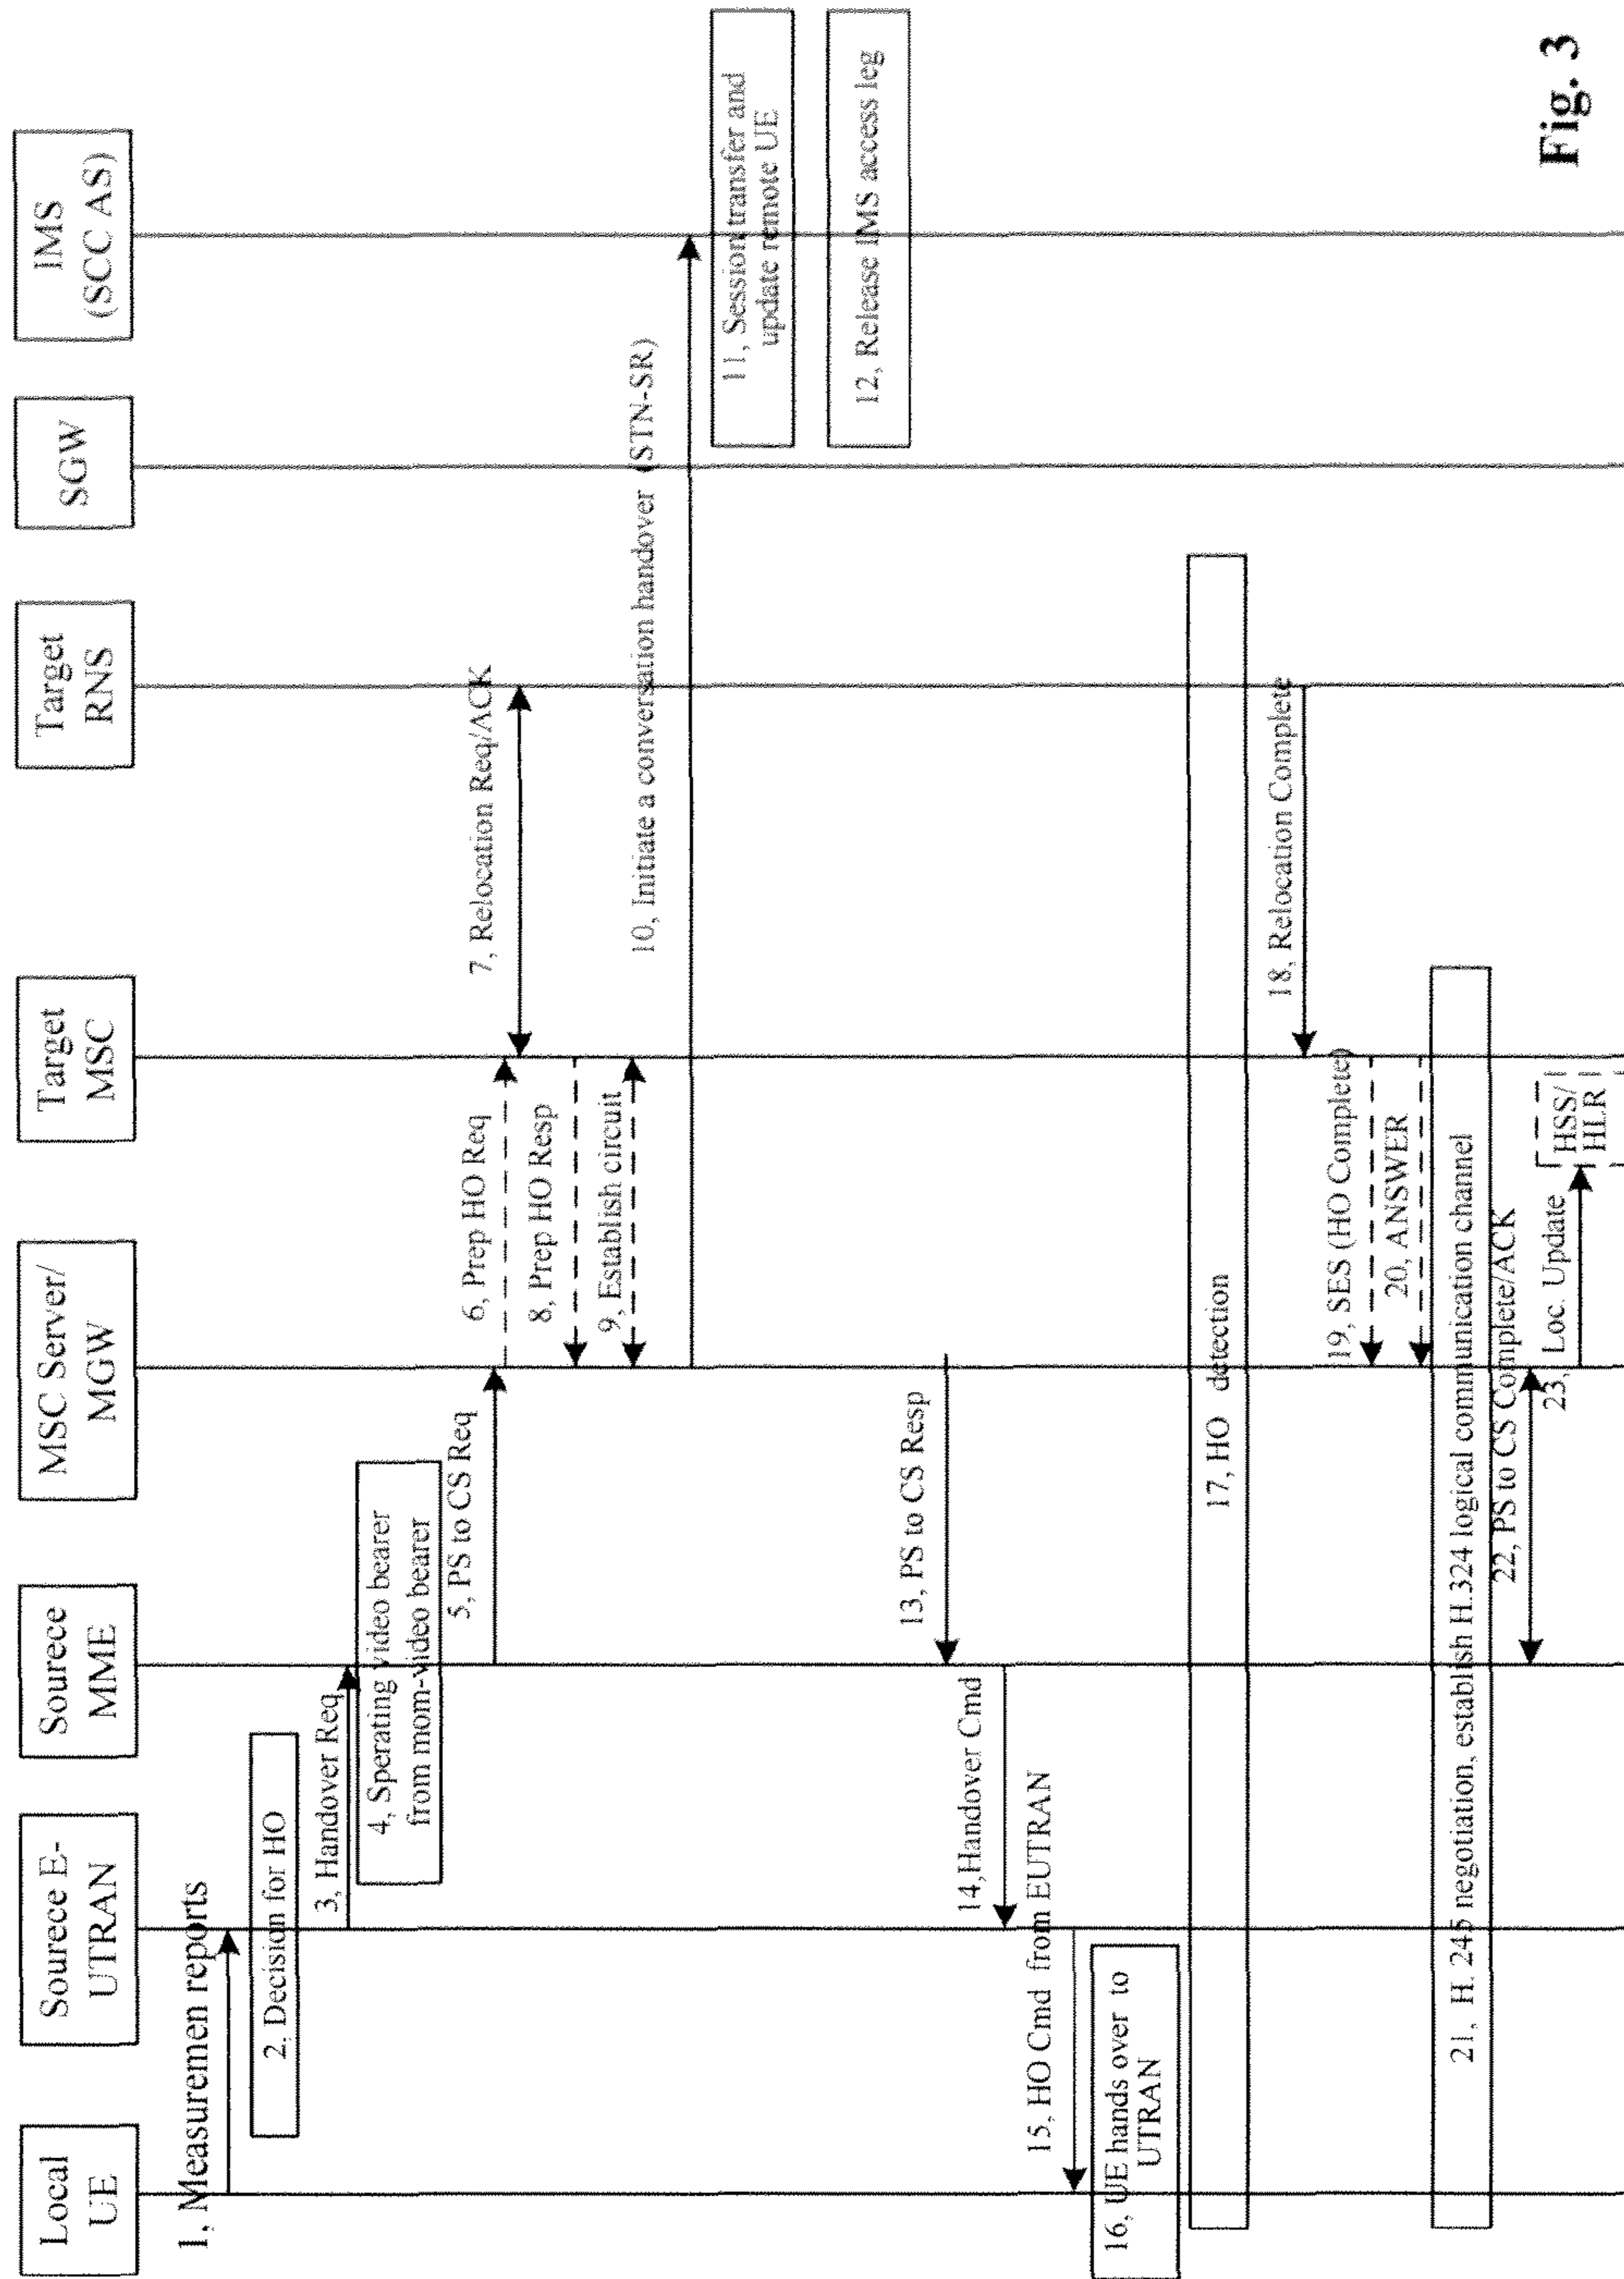 Local
UE
Sourece E-
UTRAN
Sourece
MME
MSC Server/
MGW
Target
MSC
Target
RNS
SGW
IMS
(SCC AS)
1, Measuremen reports
2, Decision for HO
3, Handover Req
4, Sperating video bearer
from mom-video bearer
5, PS to CS Req
6, Prep HO Req
7, Relocation Req/ACK
8, Prep HO Resp
9, Establish circuit
10, Initiate a conversation handover (STN-SR)
11, Session transfer and
update remote UE
12, Release IMS access leg
13, PS to CS Resp
14,Handover Cmd
15, HO Cmd from EUTRAN
16, UE hands over to
UTRAN
17, HO detection
18, Relocation Complete
19, SES (HO Complete)
20, ANSWER
21, H. 245 negotiation, establish H.324 logical communication channel
22, PS to CS Complete/ACK
23, Loc. Update
HSS/
HLR
Fig. 3